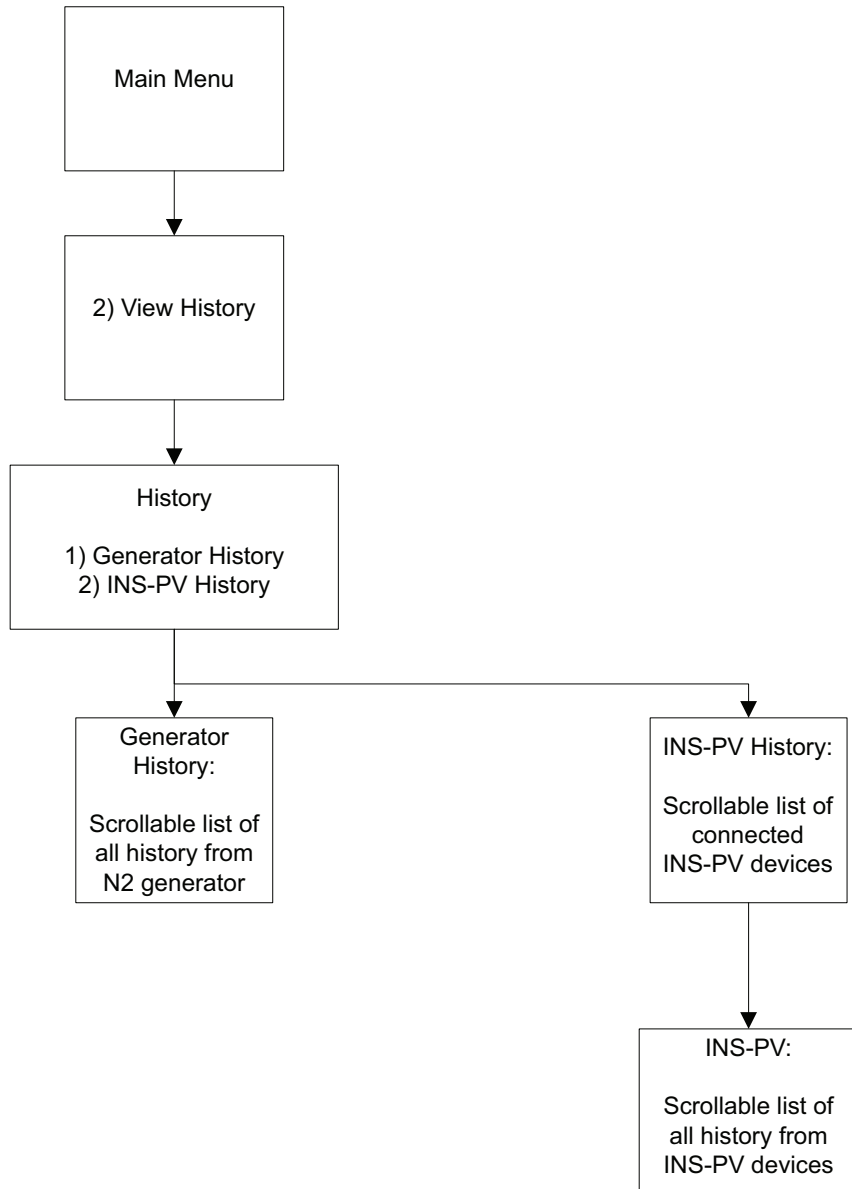 Main Menu
2) View History
History
1) Generator History
2) INS-PV History
Generator
History:
Scrollable list of
all history from
N2 generator
INS-PV History:
Scrollable list of
connected
INS-PV devices
INS-PV:
Scrollable list of
all history from
INS-PV devices